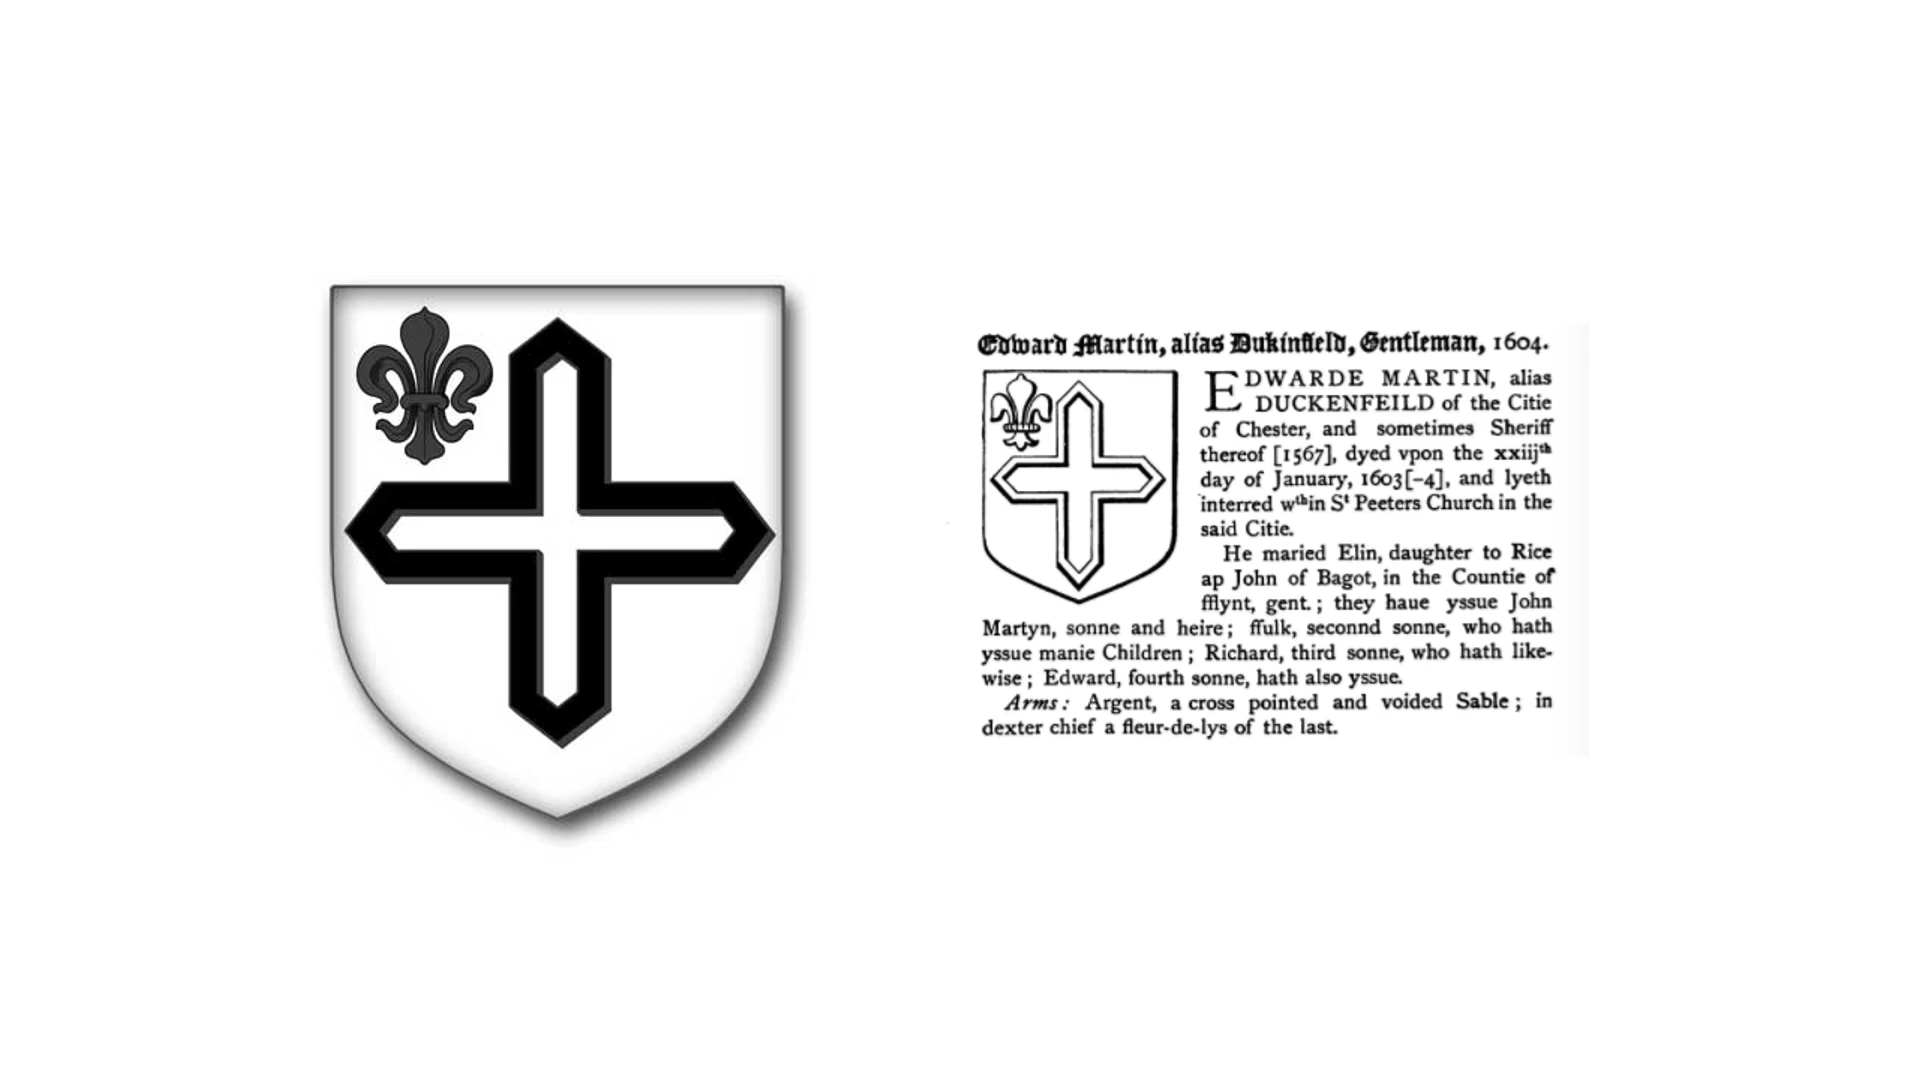 Edward Martin, alias Dukinfield, Gentleman, 1604.
EDWARDE MARTIN, alias
DUCKENFEILD of the Citie
of Chester, and sometimes Sheriff
thereof [1567], dyed vpon the xxiijth
day of January, 1603[-4], and lyeth
interred wthin St Peeters Church in the
said Citie.
He maried Elin, daughter to Rice
ap John of Bagot, in the Countie of
fflynt, gent.; they haue yssue John
Martyn, sonne and heire; ffulk, seconnd sonne, who hath
yssue manie Children; Richard, third sonne, who hath like-
wise; Edward, fourth sonne, hath also yssue.
Arms: Argent, a cross pointed and voided Sable; in
dexter chief a fleur-de-lys of the last.